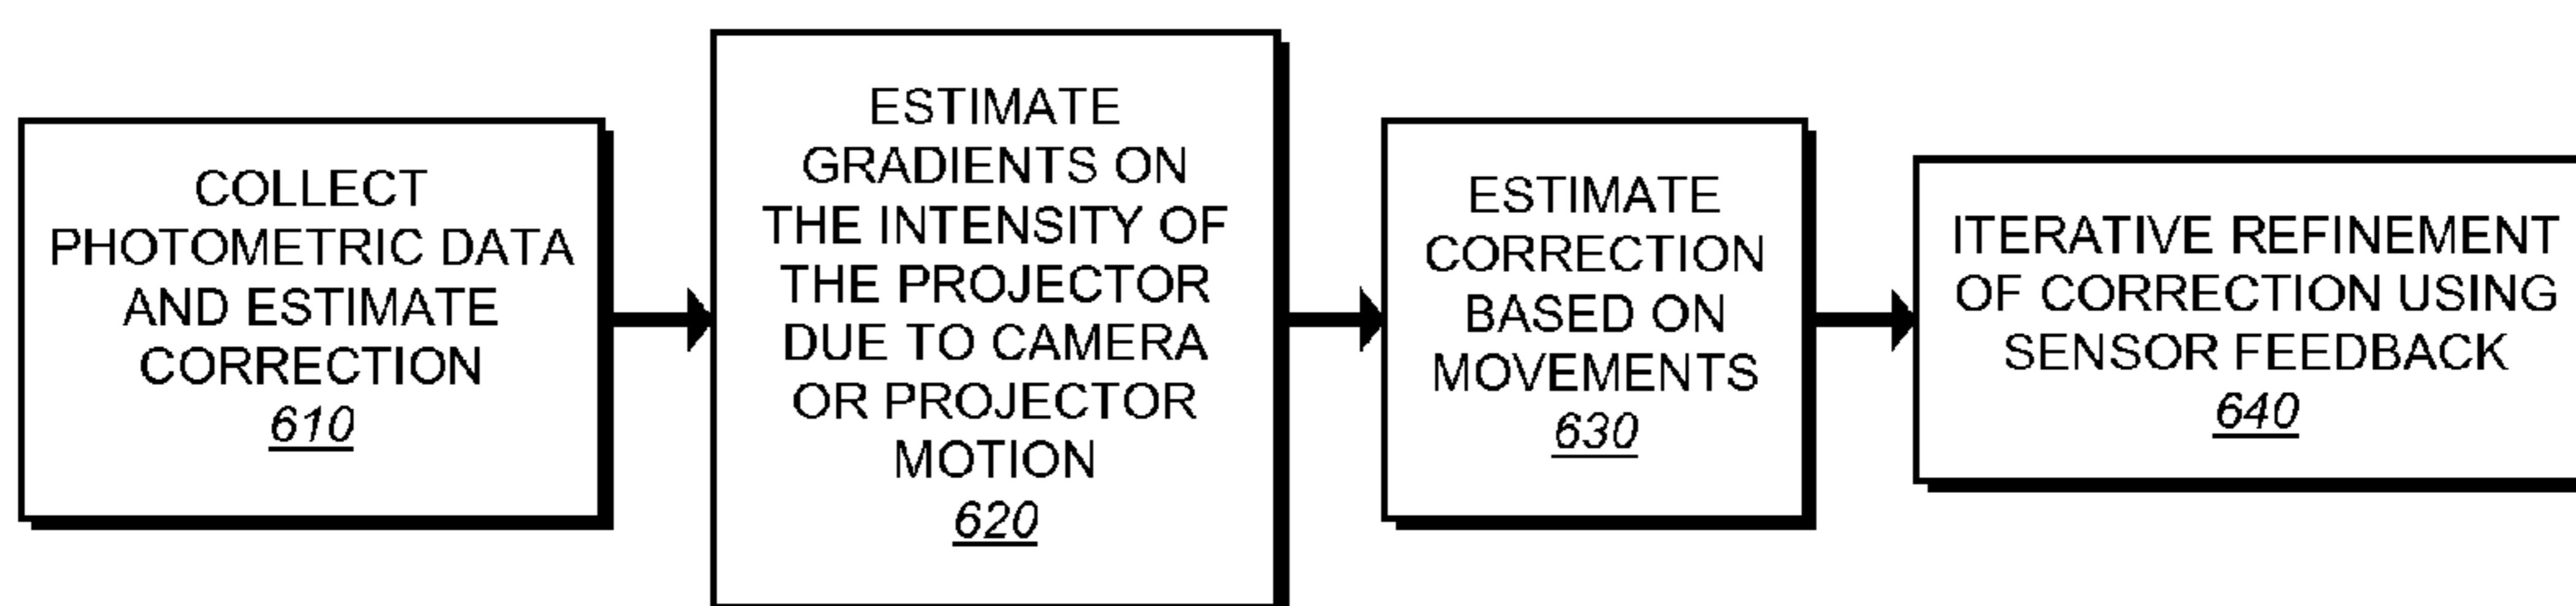 COLLECT
PHOTOMETRIC DATA
AND ESTIMATE
CORRECTION
610
ESTIMATE
GRADIENTS ON
THE INTENSITY OF
THE PROJECTOR
DUE TO CAMERA
OR PROJECTOR
MOTION
620
ESTIMATE
CORRECTION
BASED ON
MOVEMENTS
630
ITERATIVE REFINEMENT
OF CORRECTION USING
SENSOR FEEDBACK
640